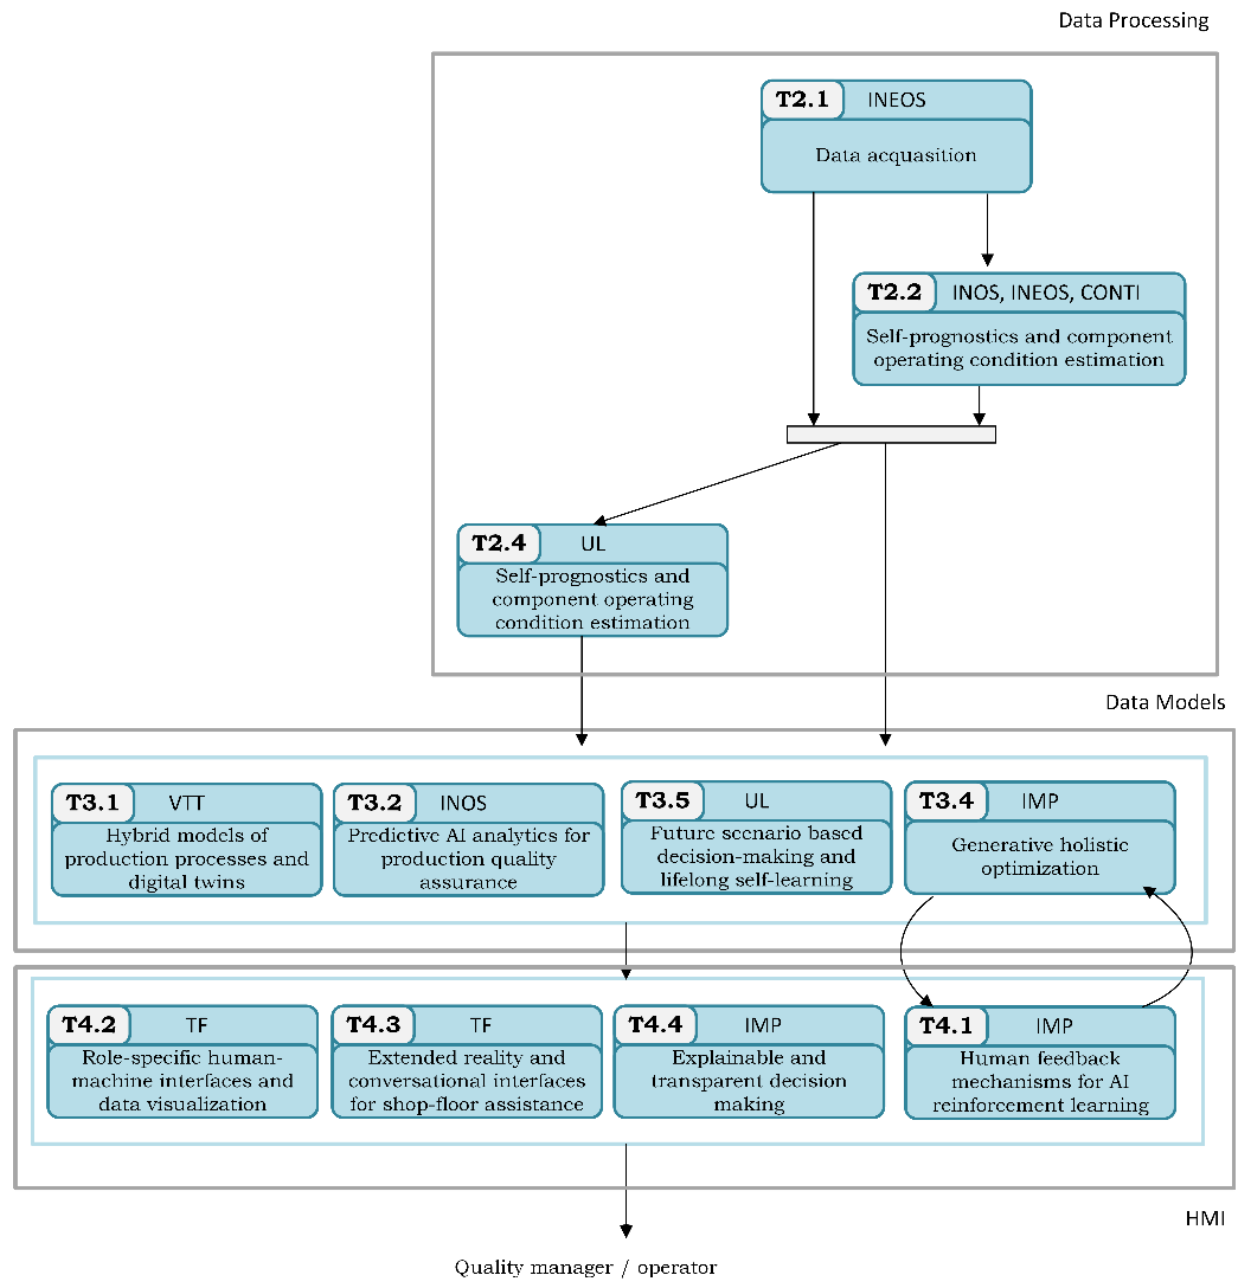 Data Processing
T2.1 INEOS
Data acquasition
T2.2 INOS, INEOS, CONTI
Self-prognostics and component
operating condition estimation
T2.4 UL
Self-prognostics and
component operating
condition estimation
Data Models
T3.1 VTT
Hybrid models of
production processes and
digital twins
T3.2 INOS
Predictive AI analytics for
production quality
assurance
T3.5 UL
Future scenario based
decision-making and
lifelong self-learning
T3.4 IMP
Generative holistic
optimization
T4.2 TF
Role-specific human-
machine interfaces and
data visualization
T4.3 TF
Extended reality and
conversational interfaces
for shop-floor assistance
T4.4 IMP
Explainable and
transparent decision
making
T4.1 IMP
Human feedback
mechanisms for AI
reinforcement learning
HMI
Quality manager / operator